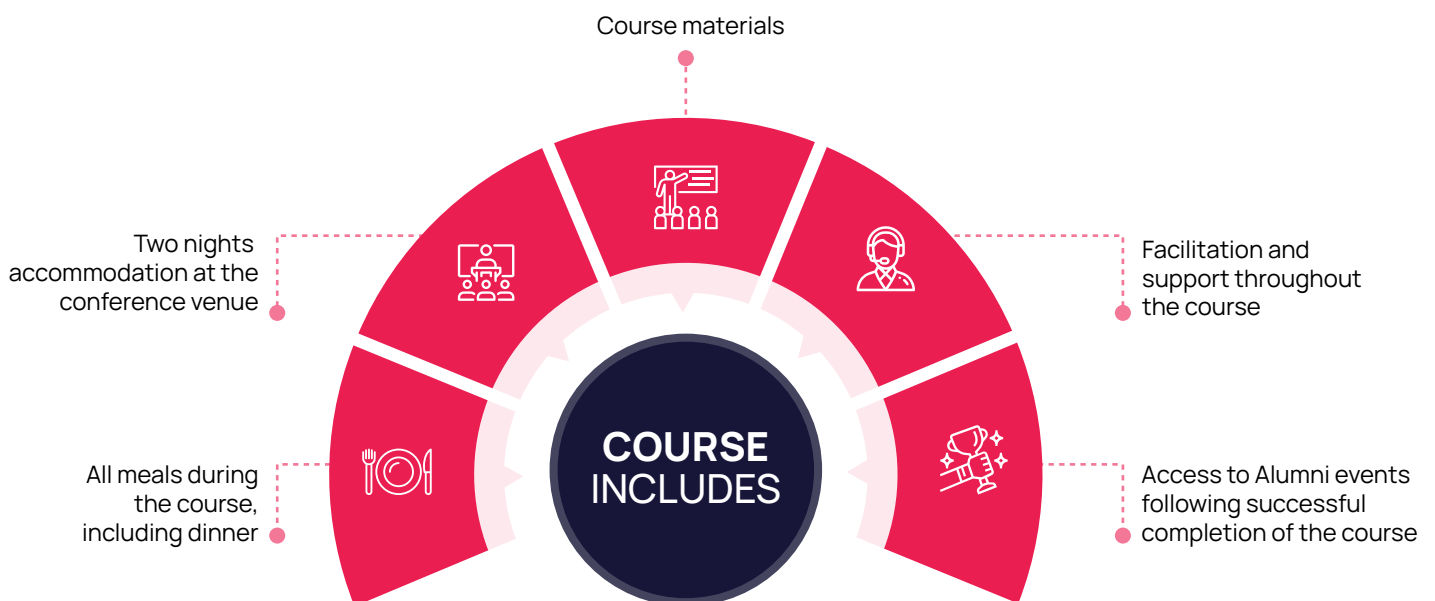 Course materials
Two nights
accommodation at the
conference venue
Facilitation and
support throughout
the course
COURSE
INCLUDES
All meals during
the course,
including dinner
Access to Alumni events
following successful
completion of the course